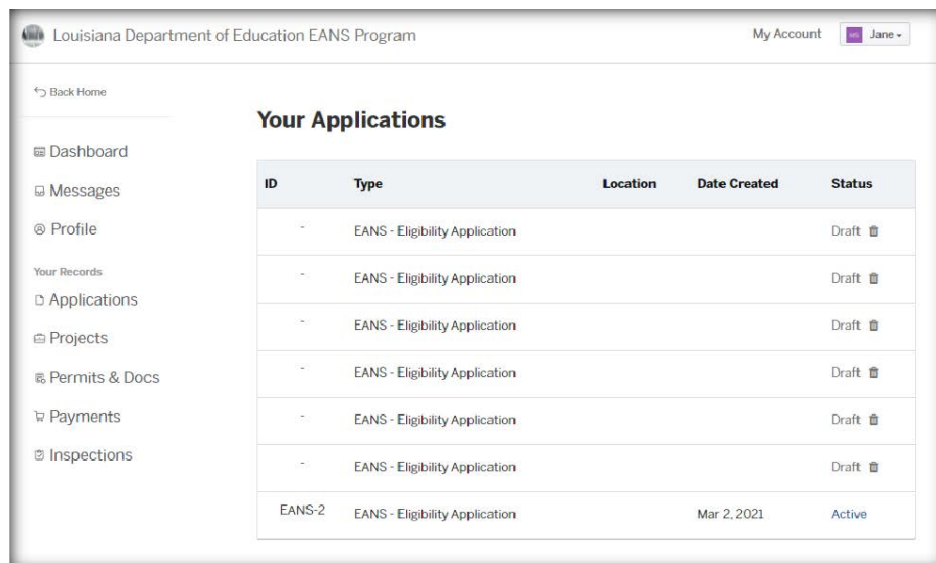 Louisiana Department of Education EANS Program
My Account
Jane
Back Home
Your Applications
Dashboard
Messages
Profile
Your Records
Applications
Projects
Permits & Docs
Payments
Inspections
ID Type Location Date Created Status
- EANS - Eligibility Application Draft
- EANS - Eligibility Application Draft
- EANS - Eligibility Application Draft
- EANS - Eligibility Application Draft
- EANS - Eligibility Application Draft
- EANS - Eligibility Application Draft
EANS-2 EANS - Eligibility Application Mar 2, 2021 Active